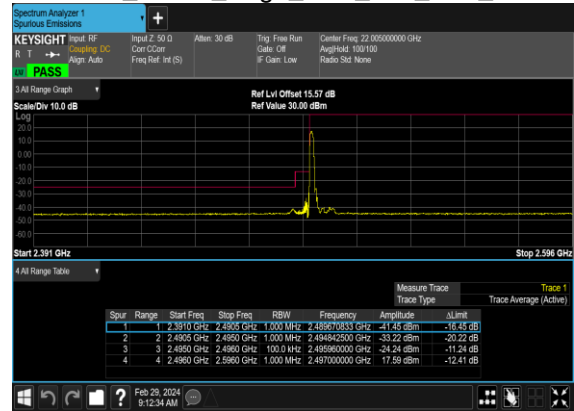 Spectrum Analyzer 1
Spurious Emissions
+
KEYSIGHT Input: RF Input Z: 50 Ω Atten: 30 dB Trig: Free Run Center Freq: 22.005000000 GHz
R T Coupling: DC Corr CCorr Gate: Off Avg|Hold: 100/100
Align: Auto Freq Ref: Int (S) IF Gain: Low Radio Std: None
PASS
3 All Range Graph
Ref Lvl Offset 15.57 dB
Scale/Div 10.0 dB Ref Value 30.00 dBm
Log
20.0
10.0
0.00
-10.0
-20.0
-30.0
-40.0
-50.0
-60.0
Start 2.391 GHz Stop 2.596 GHz
4 All Range Table
Measure Trace Trace 1
Trace Type Trace Average (Active)
Spur Range Start Freq Stop Freq RBW Frequency Amplitude ΔLimit
1 1 2.3910 GHz 2.4905 GHz 1.000 MHz 2.489670833 GHz -41.45 dBm -16.45 dB
2 2 2.4905 GHz 2.4950 GHz 1.000 MHz 2.494842500 GHz -33.22 dBm -20.22 dB
3 3 2.4950 GHz 2.4960 GHz 100.0 kHz 2.495960000 GHz -24.24 dBm -11.24 dB
4 4 2.4960 GHz 2.5960 GHz 1.000 MHz 2.497000000 GHz 17.59 dBm -12.41 dB
? Feb 29, 2024
9:12:34 AM